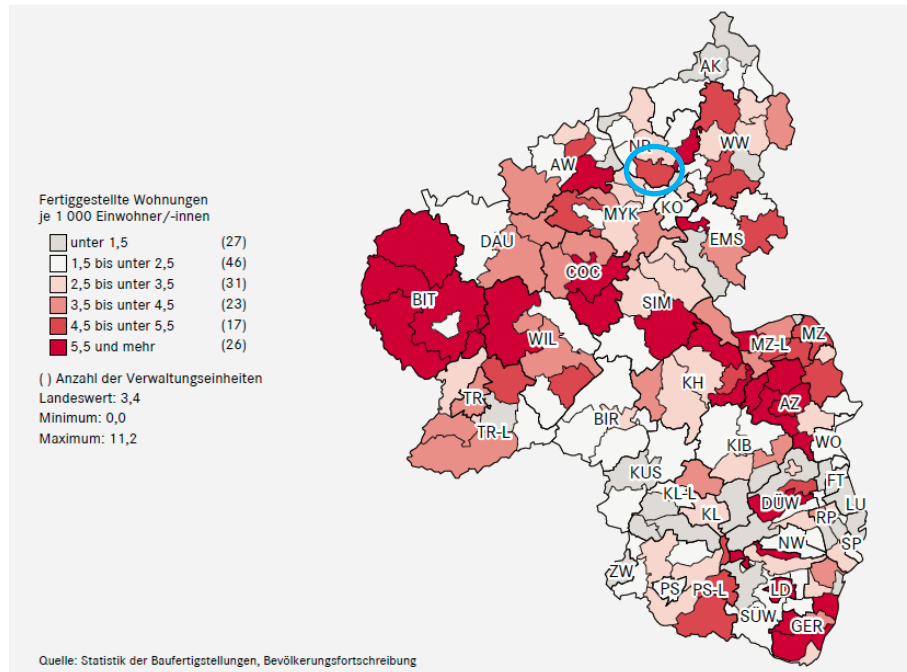 Fertiggestellte Wohnungen
je 1 000 Einwohner/-innen
unter 1,5 (27)
1,5 bis unter 2,5 (46)
2,5 bis unter 3,5 (31)
3,5 bis unter 4,5 (23)
4,5 bis unter 5,5 (17)
5,5 und mehr (26)
( ) Anzahl der Verwaltungseinheiten
Landeswert: 3,4
Minimum: 0,0
Maximum: 11,2
AK
NR
WW
AW
MYK
KO
DAU
EMS
COC
BIT
SIM
WIL
MZ-L
MZ
KH
TR
AZ
TR-L
BIR
KIB
WO
KUS
FT
KL-L
DÜW
LU
KL
RP
NW
SP
ZW
PS
PS-L
LD
SÜW
GER
Quelle: Statistik der Baufertigstellungen, Bevölkerungsfortschreibung